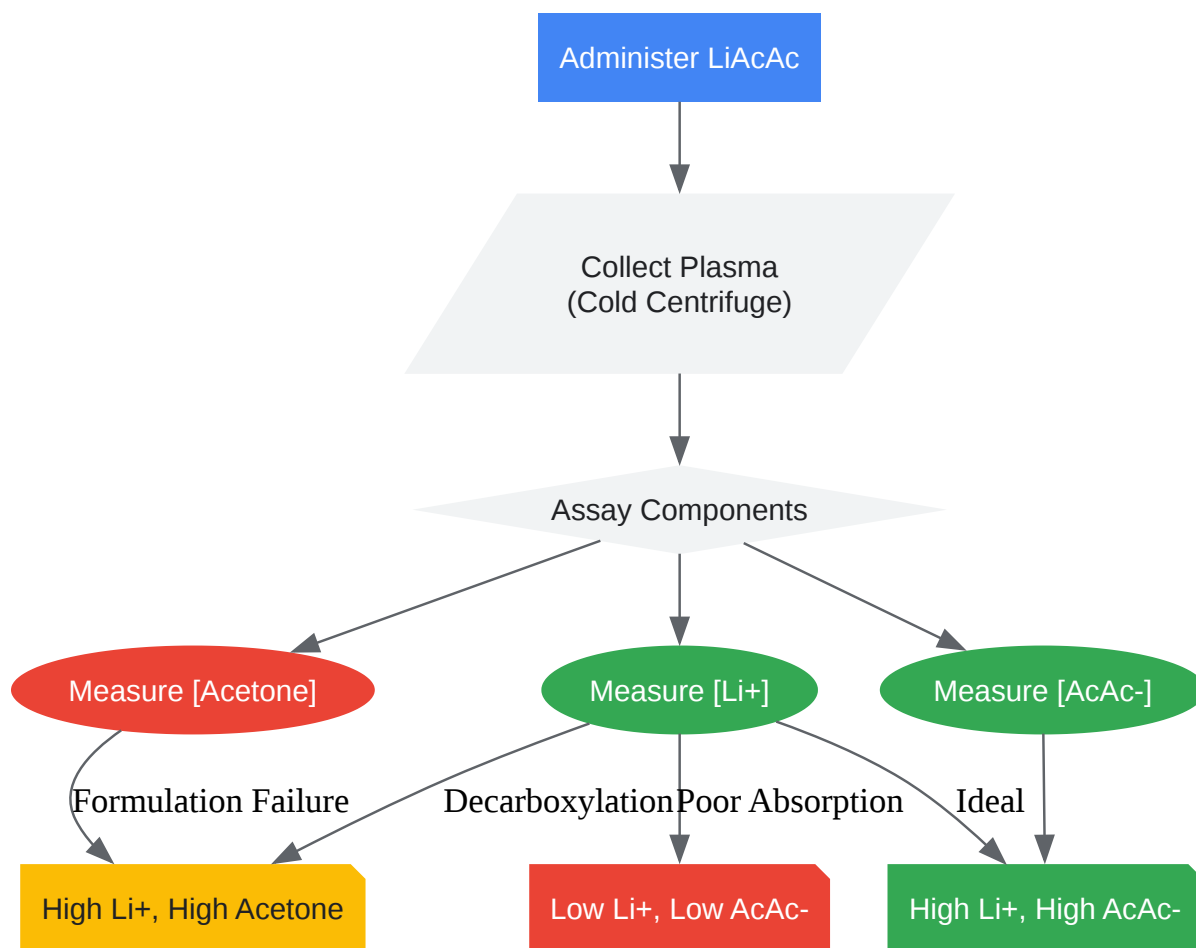 Administer LiAcAc
Collect Plasma
(Cold Centrifuge)
Assay Components
Measure [Acetone]
Measure [Li+]
Measure [AcAc-]
Formulation Failure
Decarboxylation
Poor Absorption
Ideal
High Li+, High Acetone
Low Li+, Low AcAc-
High Li+, High AcAc-